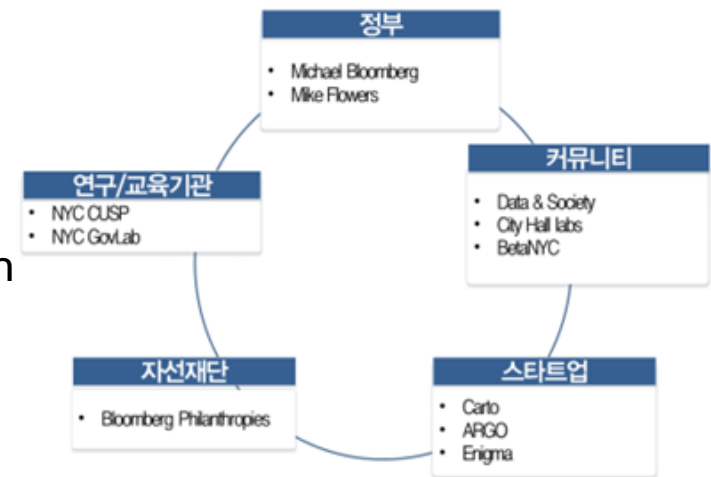 정부
• Michael Bloomberg
• Mike Flowers
커뮤니티
• Data & Society
• City Hall labs
• BetaNYC
연구/교육기관
• NYC CUSP
• NYC GovLab
n
자선재단
• Bloomberg Philanthropies
스타트업
• Carto
• ARGO
• Enigma